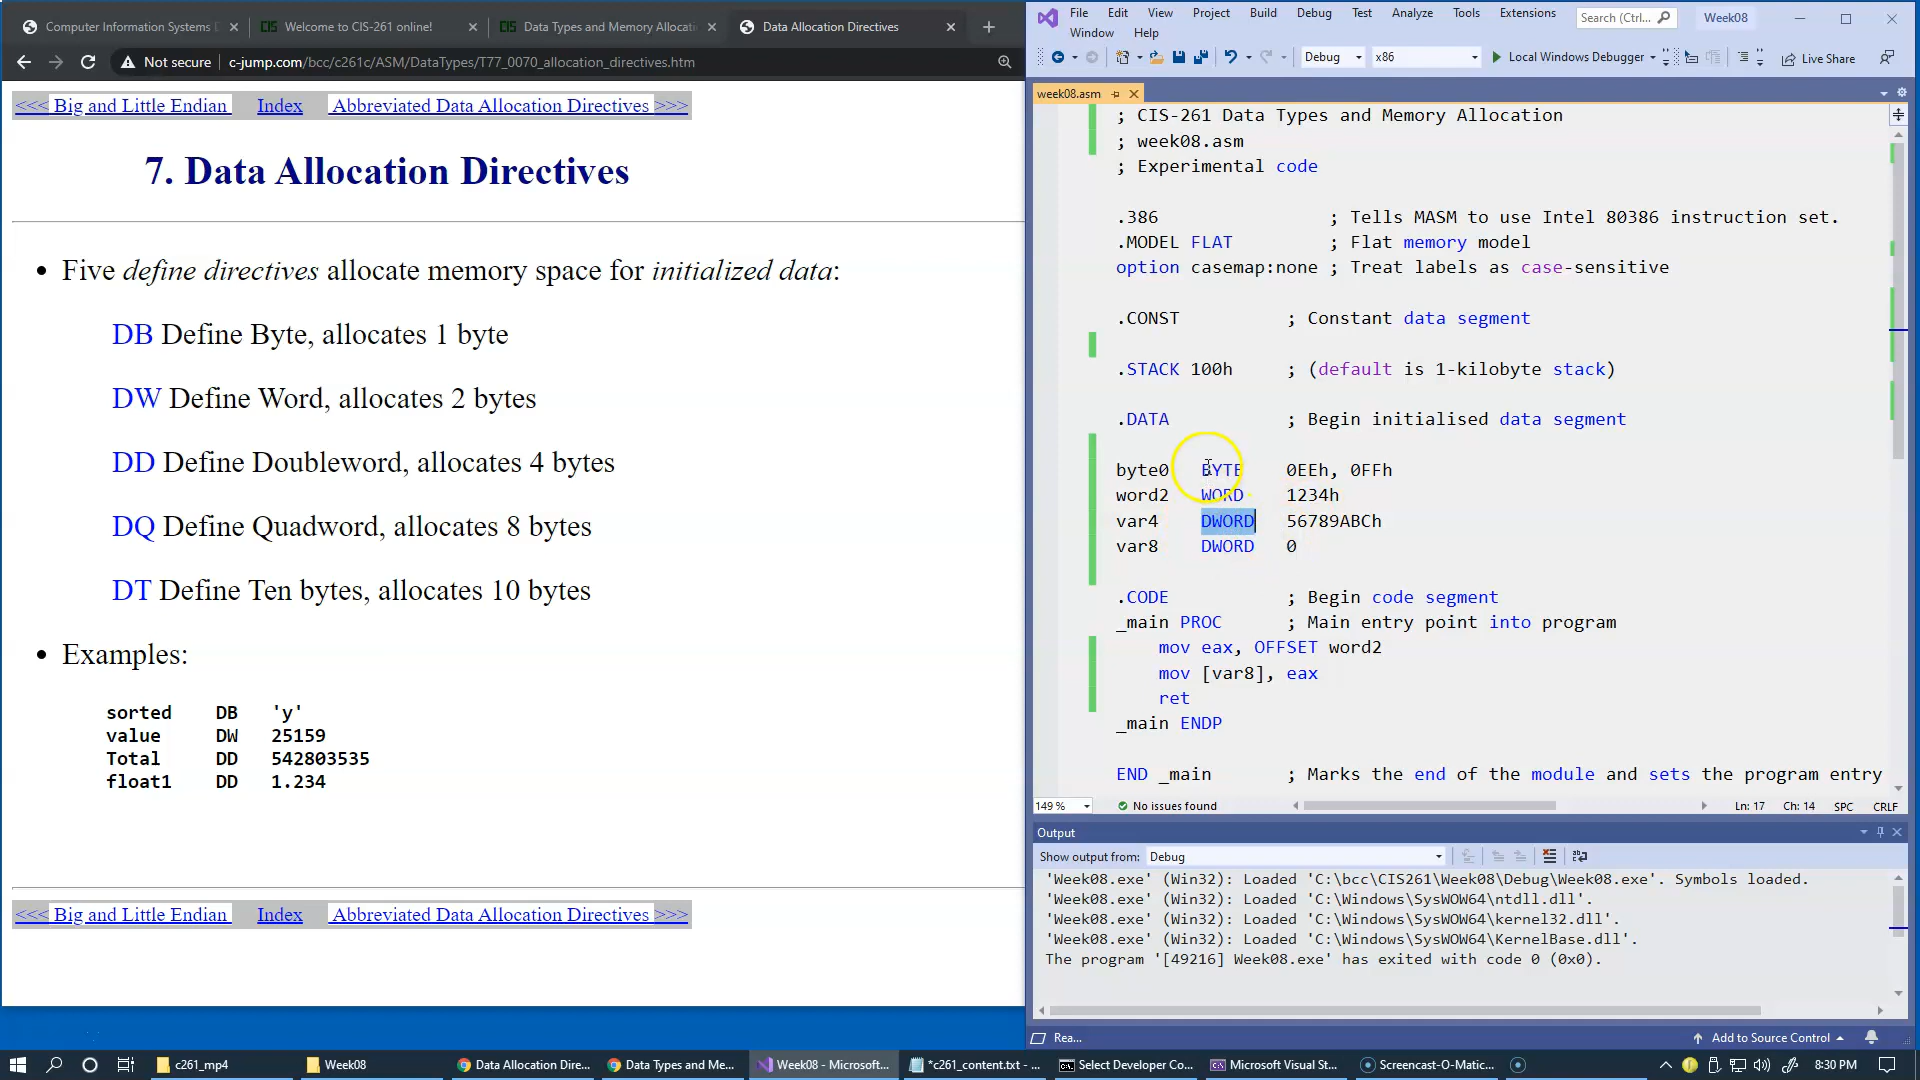 Computer Information Systems D
Welcome to CIS-261 online!
Data Types and Memory Allocatio
Data Allocation Directives
Not secure
c-jump.com/bcc/c261c/ASM/DataTypes/T77_0070_allocation_directives.htm
<<< Big and Little Endian Index Abbreviated Data Allocation Directives >>>
7. Data Allocation Directives
• Five define directives allocate memory space for initialized data:
DB Define Byte, allocates 1 byte
DW Define Word, allocates 2 bytes
DD Define Doubleword, allocates 4 bytes
DQ Define Quadword, allocates 8 bytes
DT Define Ten bytes, allocates 10 bytes
• Examples:
sorted DB 'y'
value DW 25159
Total DD 542803535
float1 DD 1.234
<<< Big and Little Endian Index Abbreviated Data Allocation Directives >>>
File Edit View Project Build Debug Test Analyze Tools Extensions
Window Help
Search (Ctrl...
Week08
Debug x86 Local Windows Debugger Live Share
week08.asm
; CIS-261 Data Types and Memory Allocation
; week08.asm
; Experimental code
.386 ; Tells MASM to use Intel 80386 instruction set.
.MODEL FLAT ; Flat memory model
option casemap:none ; Treat labels as case-sensitive
.CONST ; Constant data segment
.STACK 100h ; (default is 1-kilobyte stack)
.DATA ; Begin initialised data segment
byte0 BYTE 0EEh, 0FFh
word2 WORD 1234h
var4 DWORD 56789ABCh
var8 DWORD 0
.CODE ; Begin code segment
_main PROC ; Main entry point into program
mov eax, OFFSET word2
mov [var8], eax
ret
_main ENDP
END _main ; Marks the end of the module and sets the program entry
149 % No issues found Ln: 17 Ch: 14 SPC CRLF
Output
Show output from: Debug
'Week08.exe' (Win32): Loaded 'C:\bcc\CIS261\Week08\Debug\Week08.exe'. Symbols loaded.
'Week08.exe' (Win32): Loaded 'C:\Windows\SysWOW64\ntdll.dll'.
'Week08.exe' (Win32): Loaded 'C:\Windows\SysWOW64\kernel32.dll'.
'Week08.exe' (Win32): Loaded 'C:\Windows\SysWOW64\KernelBase.dll'.
The program '[49216] Week08.exe' has exited with code 0 (0x0).
Rea... Add to Source Control
c261_mp4
Week08
Data Allocation Dire...
Data Types and Me...
Week08 - Microsoft...
*c261_content.txt - ...
Select Developer Co...
Microsoft Visual St...
Screencast-O-Matic...
8:30 PM